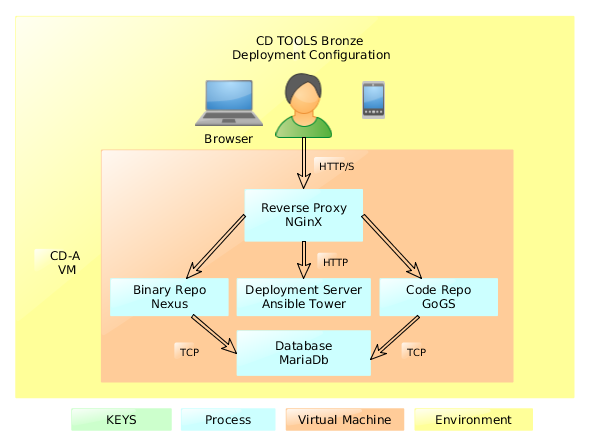 CD TOOLS Bronze
Deployment Configuration
Browser
HTTP/S
Reverse Proxy
NGinX
CD-A
VM
HTTP
Binary Repo
Nexus
Deployment Server
Ansible Tower
Code Repo
GoGS
TCP
Database
MariaDb
TCP
KEYS
Process
Virtual Machine
Environment